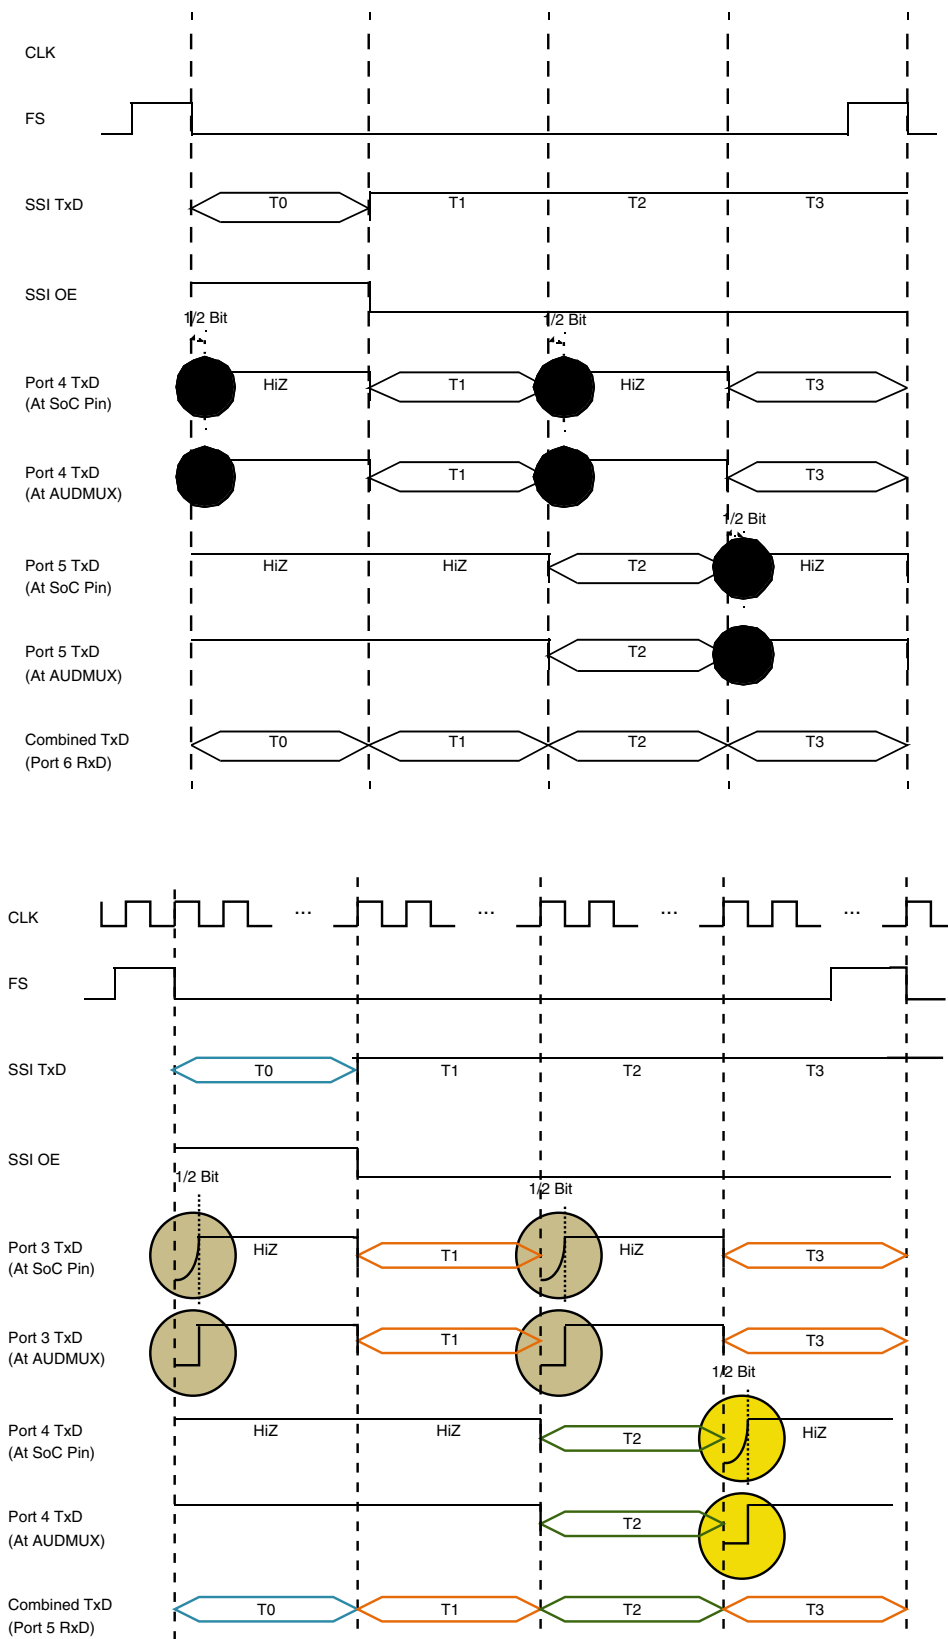 CLK
FS
SSI TxD
T0
T1
T2
T3
SSI OE
1/2 Bit
1/2 Bit
Port 4 TxD
(At SoC Pin)
HiZ
T1
HiZ
T3
Port 4 TxD
(At AUDMUX)
T1
T3
1/2 Bit
Port 5 TxD
(At SoC Pin)
HiZ
HiZ
T2
HiZ
Port 5 TxD
(At AUDMUX)
T2
Combined TxD
(Port 6 RxD)
T0
T1
T2
T3
CLK
...
...
...
...
FS
SSI TxD
T0
T1
T2
T3
SSI OE
1/2 Bit
1/2 Bit
Port 3 TxD
(At SoC Pin)
HiZ
T1
HiZ
T3
Port 3 TxD
(At AUDMUX)
T1
T3
1/2 Bit
Port 4 TxD
(At SoC Pin)
HiZ
HiZ
T2
HiZ
Port 4 TxD
(At AUDMUX)
T2
Combined TxD
(Port 5 RxD)
T0
T1
T2
T3